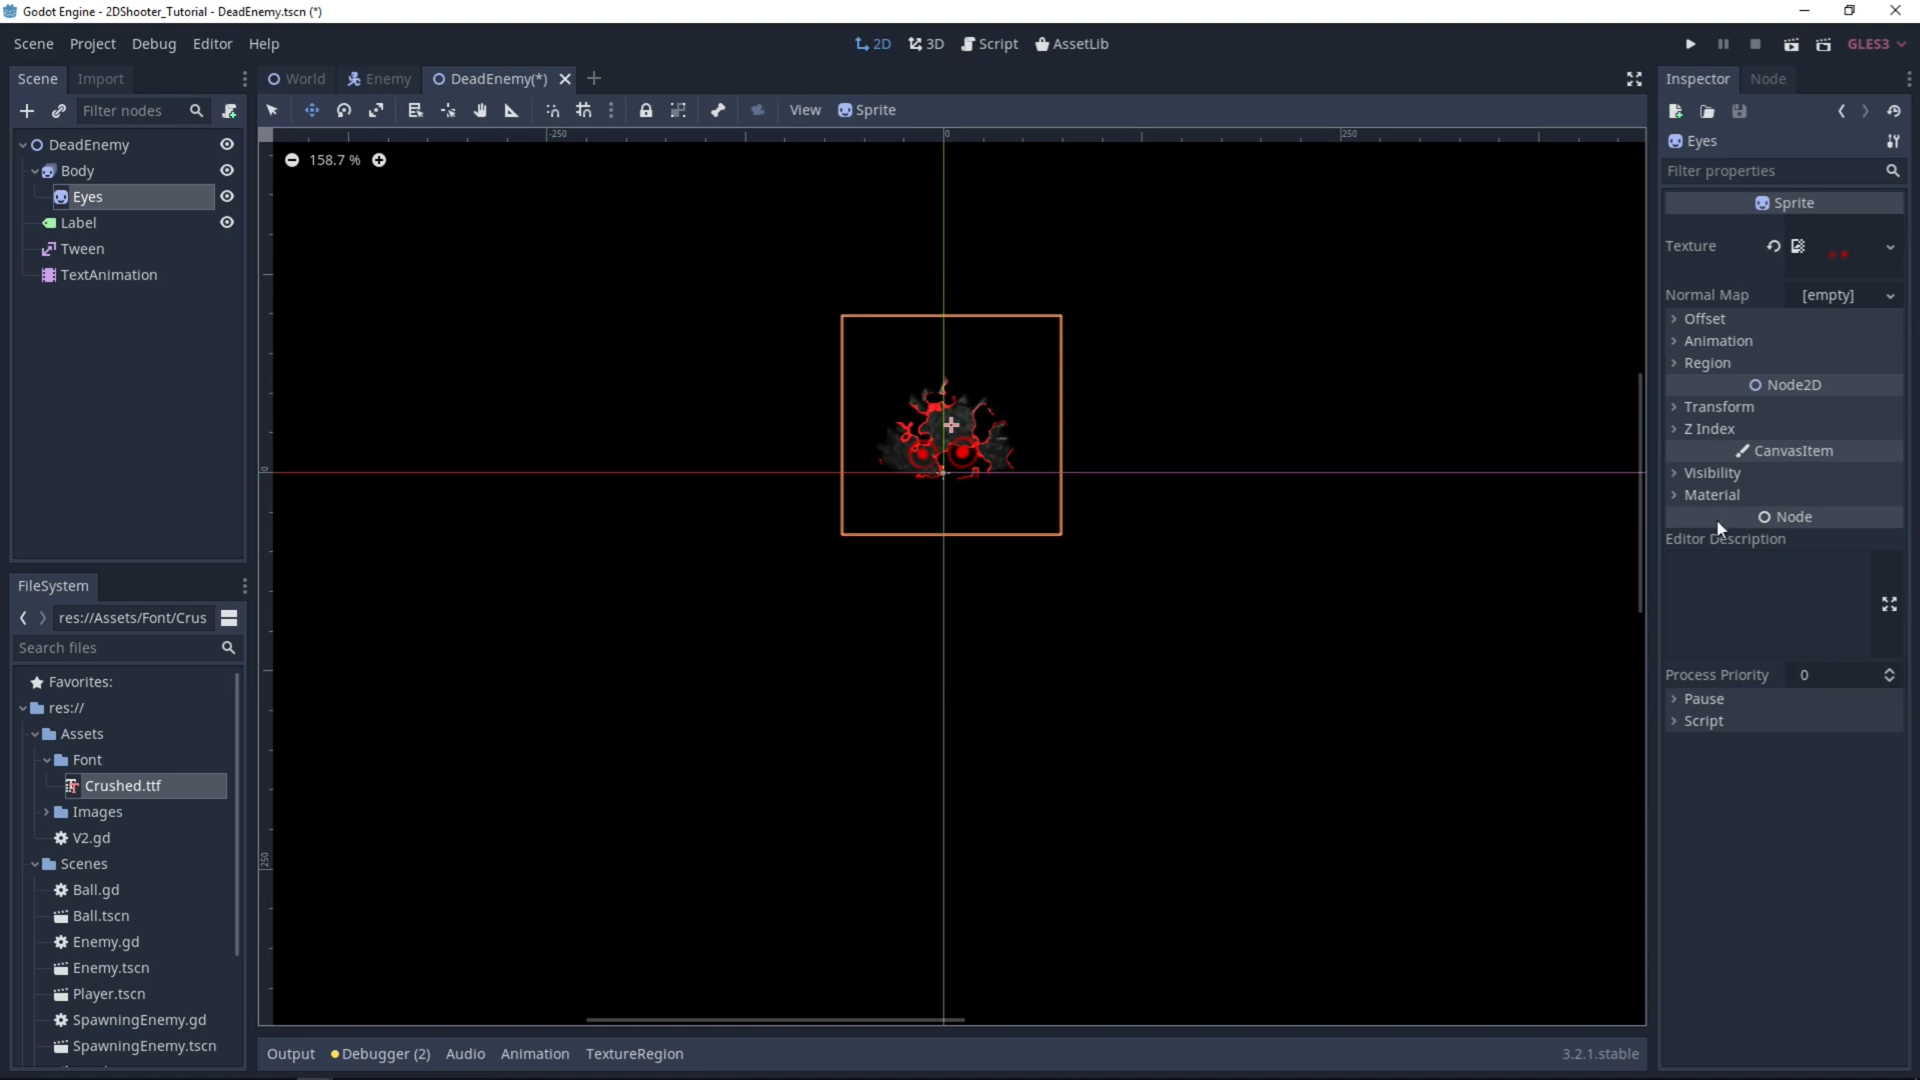 Godot Engine - 2DShooter_Tutorial - DeadEnemy.tscn (*)
Scene Project Debug Editor Help
2D 3D Script AssetLib
GLES3
Scene Import
World Enemy DeadEnemy(*)
Inspector Node
Filter nodes
View Sprite
DeadEnemy
Body
Eyes
Label
Tween
TextAnimation
-250 0 250
158.7 %
0
250
Eyes
Filter properties
Sprite
Texture
Normal Map [empty]
Offset
Animation
Region
Node2D
Transform
Z Index
CanvasItem
Visibility
Material
Node
Editor Description
Process Priority 0
Pause
Script
FileSystem
res://Assets/Font/Crus
Search files
Favorites:
res://
Assets
Font
Crushed.ttf
Images
V2.gd
Scenes
Ball.gd
Ball.tscn
Enemy.gd
Enemy.tscn
Player.tscn
SpawningEnemy.gd
SpawningEnemy.tscn
Output Debugger (2) Audio Animation TextureRegion
3.2.1.stable